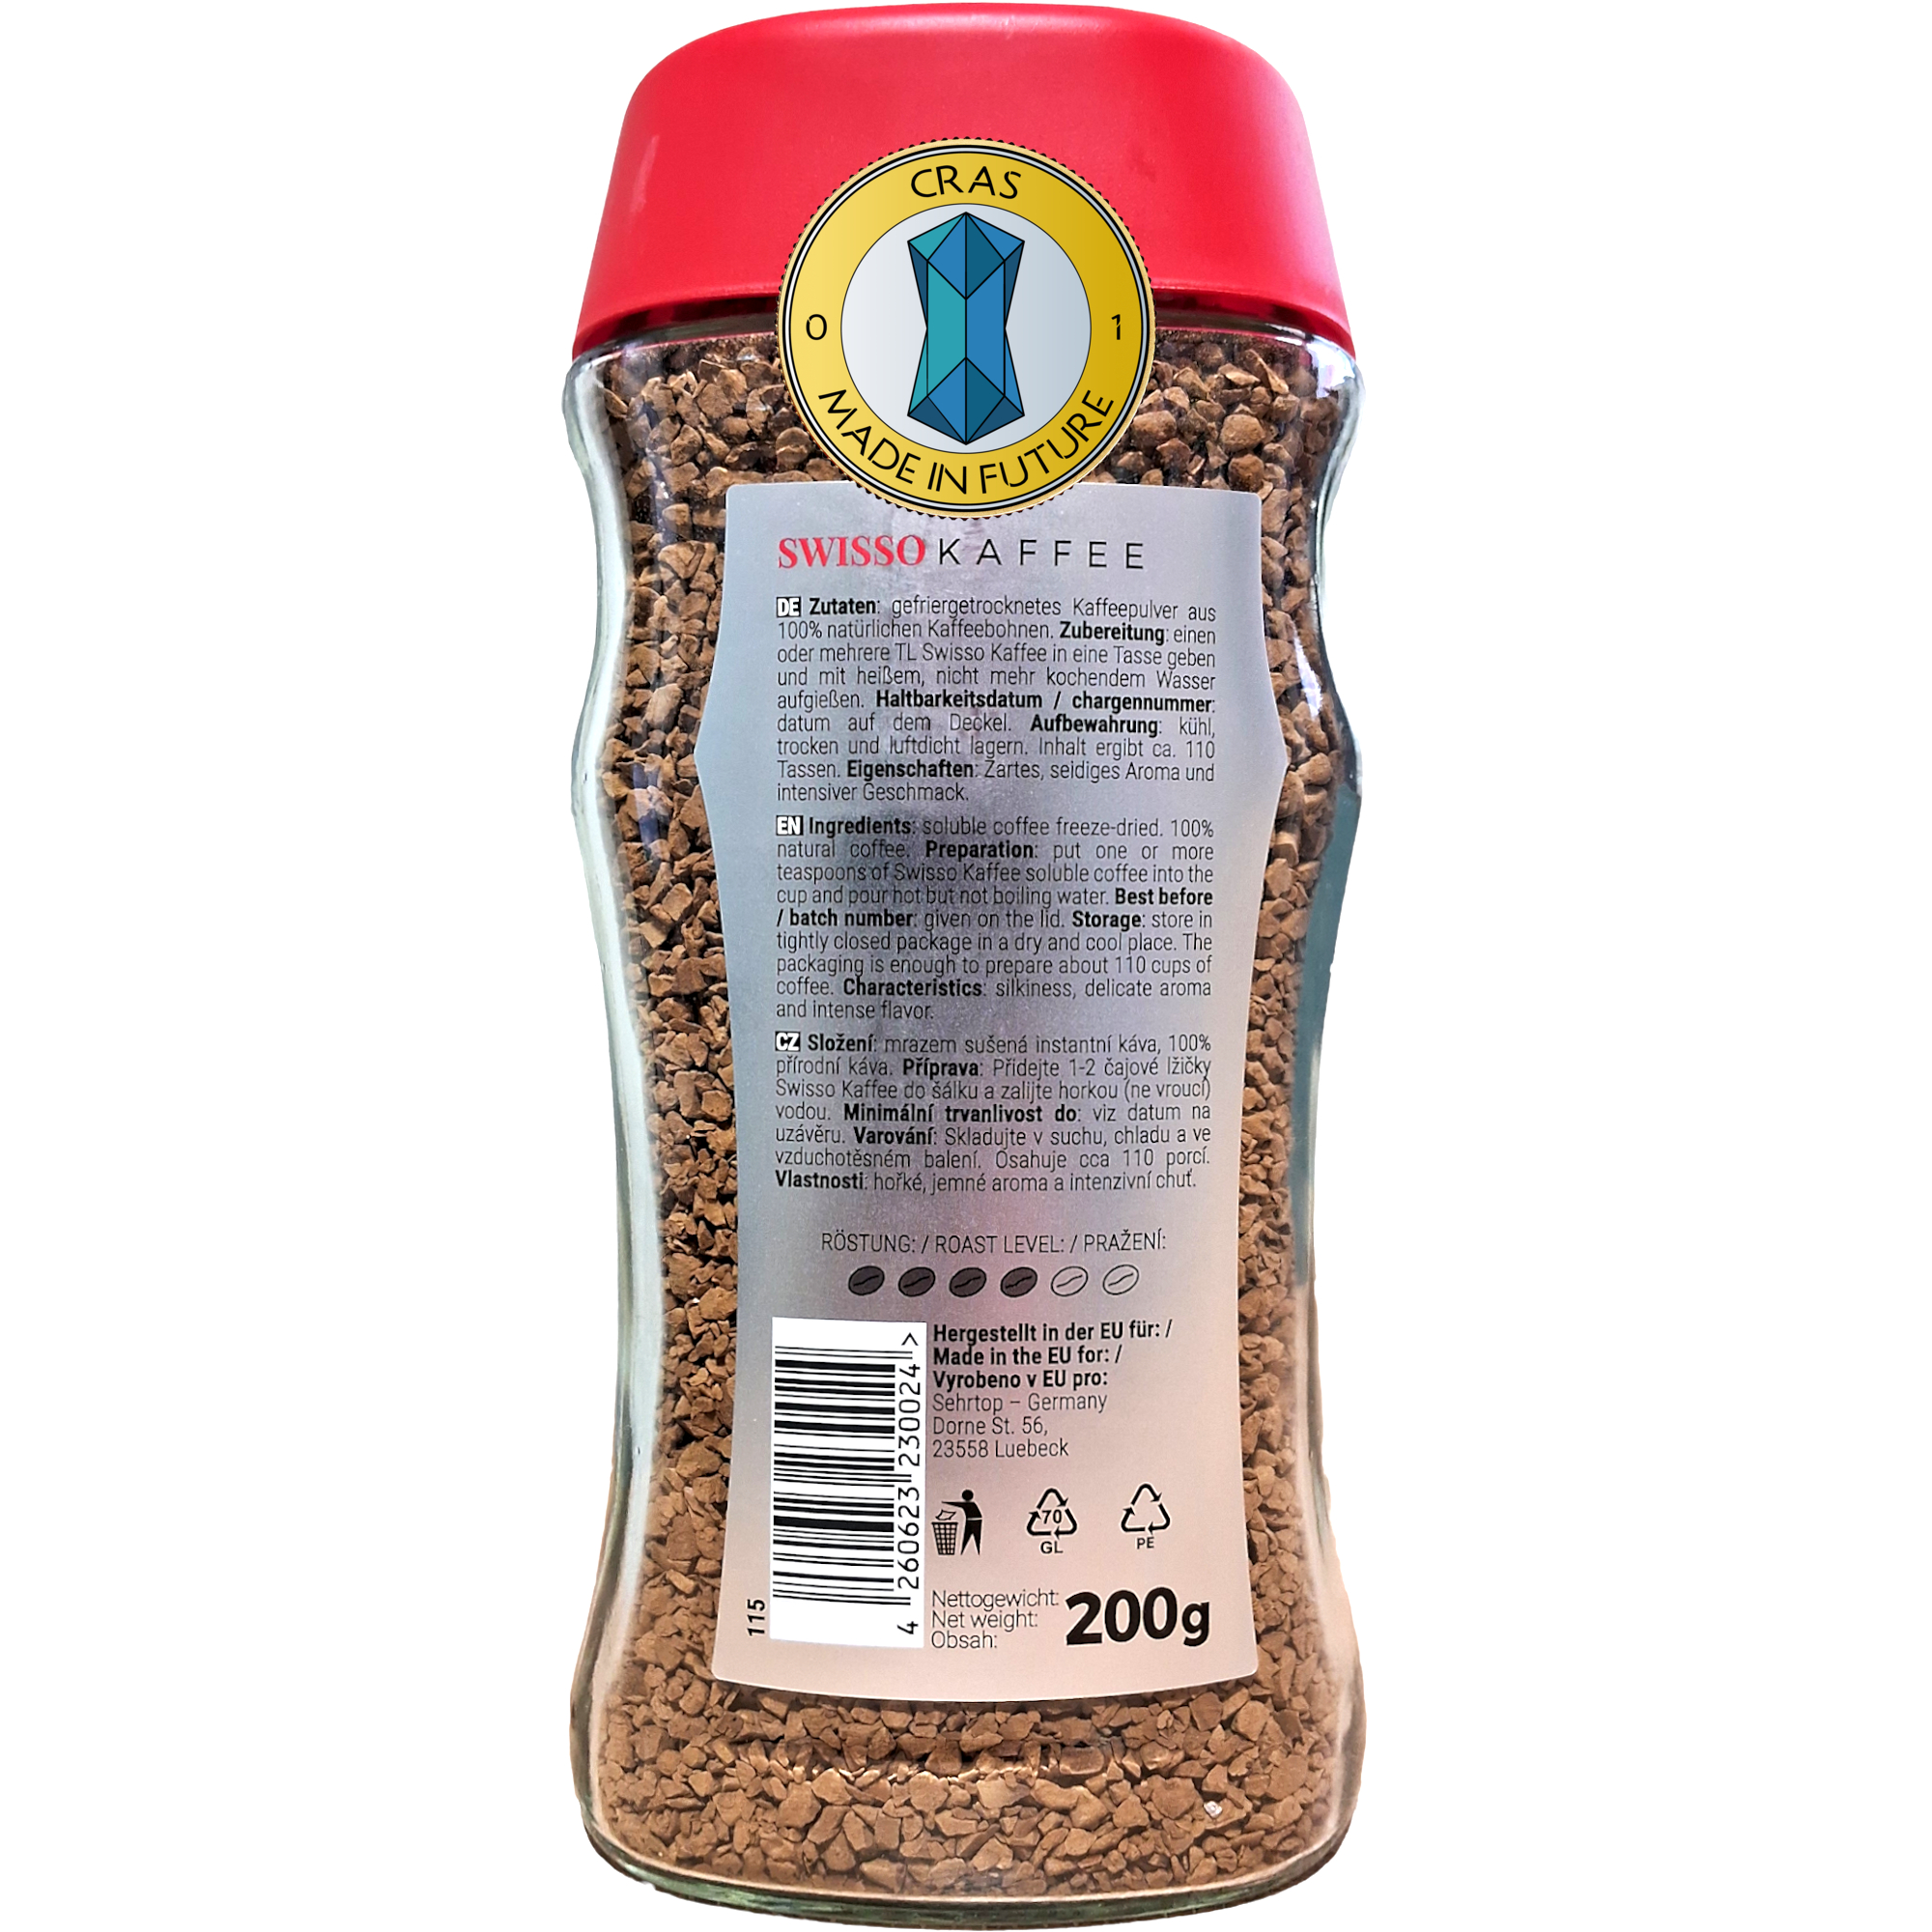 CRAS
0 1
MADE IN FUTURE
SWISSO KAFFEE
DE Zutaten: gefriergetrocknetes Kaffeepulver aus
100% natürlichen Kaffeebohnen. Zubereitung: einen
oder mehrere TL Swisso Kaffee in eine Tasse geben
und mit heißem, nicht mehr kochendem Wasser
aufgießen. Haltbarkeitsdatum / chargennummer:
datum auf dem Deckel. Aufbewahrung: kühl,
trocken und luftdicht lagern. Inhalt ergibt ca. 110
Tassen. Eigenschaften: Zartes, seidiges Aroma und
intensiver Geschmack.
EN Ingredients: soluble coffee freeze-dried. 100%
natural coffee. Preparation: put one or more
teaspoons of Swisso Kaffee soluble coffee into the
cup and pour hot but not boiling water. Best before
/ batch number: given on the lid. Storage: store in
tightly closed package in a dry and cool place. The
packaging is enough to prepare about 110 cups of
coffee. Characteristics: silkiness, delicate aroma
and intense flavor.
CZ Složení: mrazem sušená instantní káva, 100%
přírodní káva. Příprava: Přidejte 1-2 čajové lžičky
Swisso Kaffee do šálku a zalijte horkou (ne vroucí)
vodou. Minimální trvanlivost do: viz datum na
uzávěru. Varování: Skladujte v suchu, chladu a ve
vzduchotěsném balení. Osahuje cca 110 porcí.
Vlastnosti: hořké, jemné aroma a intenzivní chuť.
RÖSTUNG: / ROAST LEVEL: / PRAŽENÍ:
Hergestellt in der EU für: /
Made in the EU for: /
Vyrobeno v EU pro:
Sehrtop – Germany
Dorne St. 56,
23558 Luebeck
4 260623 230024 >
115
70
GL
PE
Nettogewicht:
Net weight:
Obsah:
200g